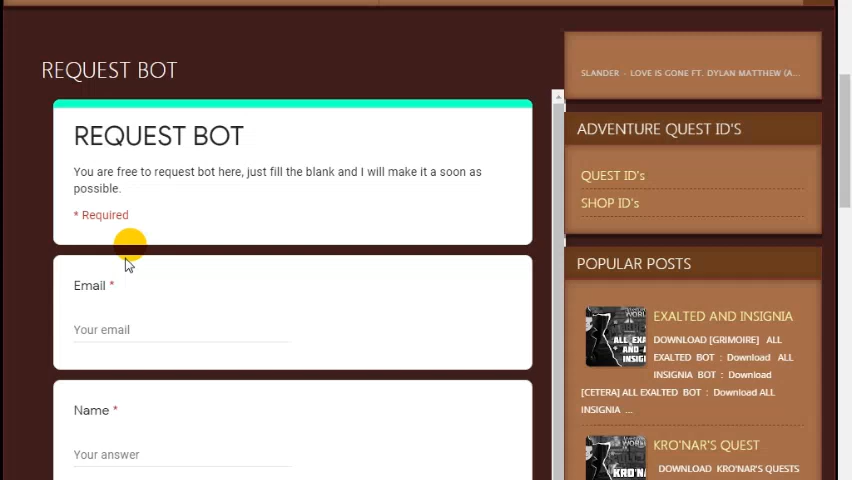 REQUEST BOT
REQUEST BOT
You are free to request bot here, just fill the blank and I will make it a soon as
possible.
* Required
Email *
Your email
Name *
Your answer
SLANDER - LOVE IS GONE FT. DYLAN MATTHEW (A...
ADVENTURE QUEST ID'S
QUEST ID's
SHOP ID's
POPULAR POSTS
EXALTED AND INSIGNIA
DOWNLOAD [GRIMOIRE] ALL
EXALTED BOT : Download ALL
INSIGNIA BOT : Download
[CETERA] ALL EXALTED BOT : Download ALL
INSIGNIA ...
KRO'NAR'S QUEST
DOWNLOAD KRO'NAR'S QUESTS